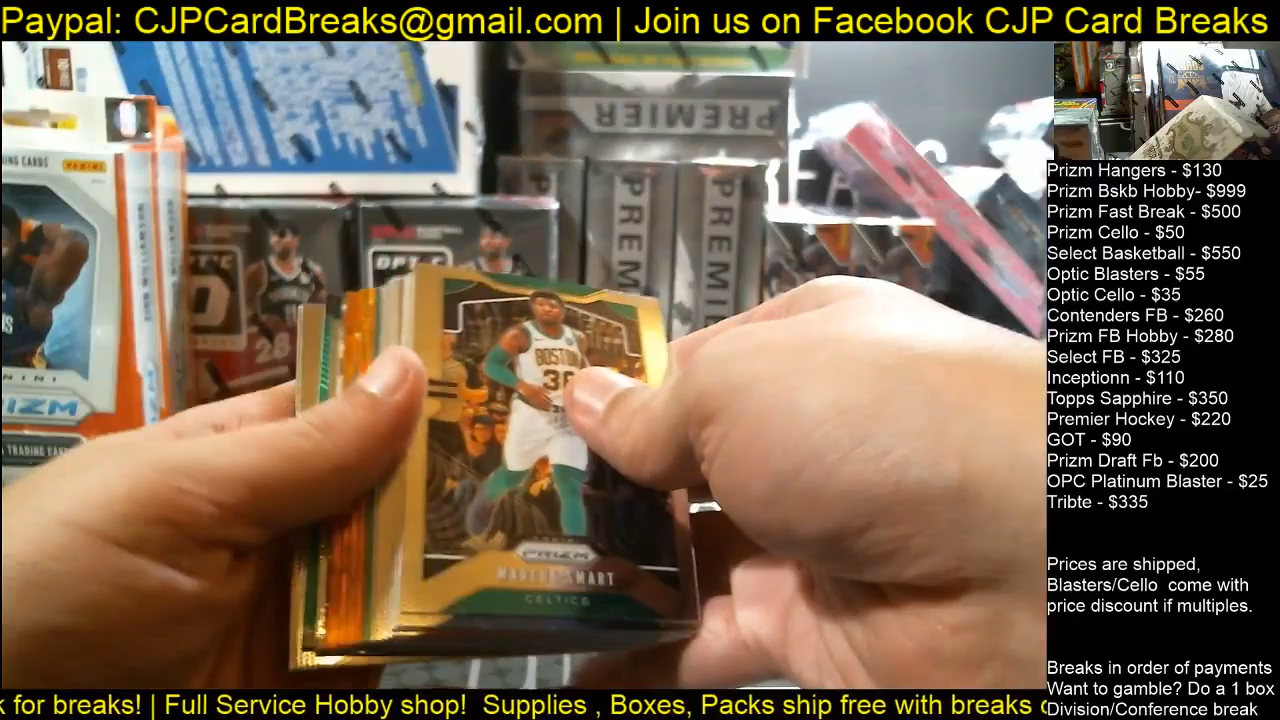 Paypal: CJPCardBreaks@gmail.com | Join us on Facebook CJP Card Breaks
Prizm Hangers - $130
Prizm Bskb Hobby- $999
Prizm Fast Break - $500
Prizm Cello - $50
Select Basketball - $550
Optic Blasters - $55
Optic Cello - $35
Contenders FB - $260
Prizm FB Hobby - $280
Select FB - $325
Inceptionn - $110
Topps Sapphire - $350
Premier Hockey - $220
GOT - $90
Prizm Draft Fb - $200
OPC Platinum Blaster - $25
Tribte - $335
Prices are shipped,
Blasters/Cello come with
price discount if multiples.
Breaks in order of payments
Want to gamble? Do a 1 box
Division/Conference break
PREMIER
PREM
PREMI
PANINI
BOSTON
PRIZM
SMART
CELTICS
k for breaks! | Full Service Hobby shop! Supplies , Boxes, Packs ship free with breaks